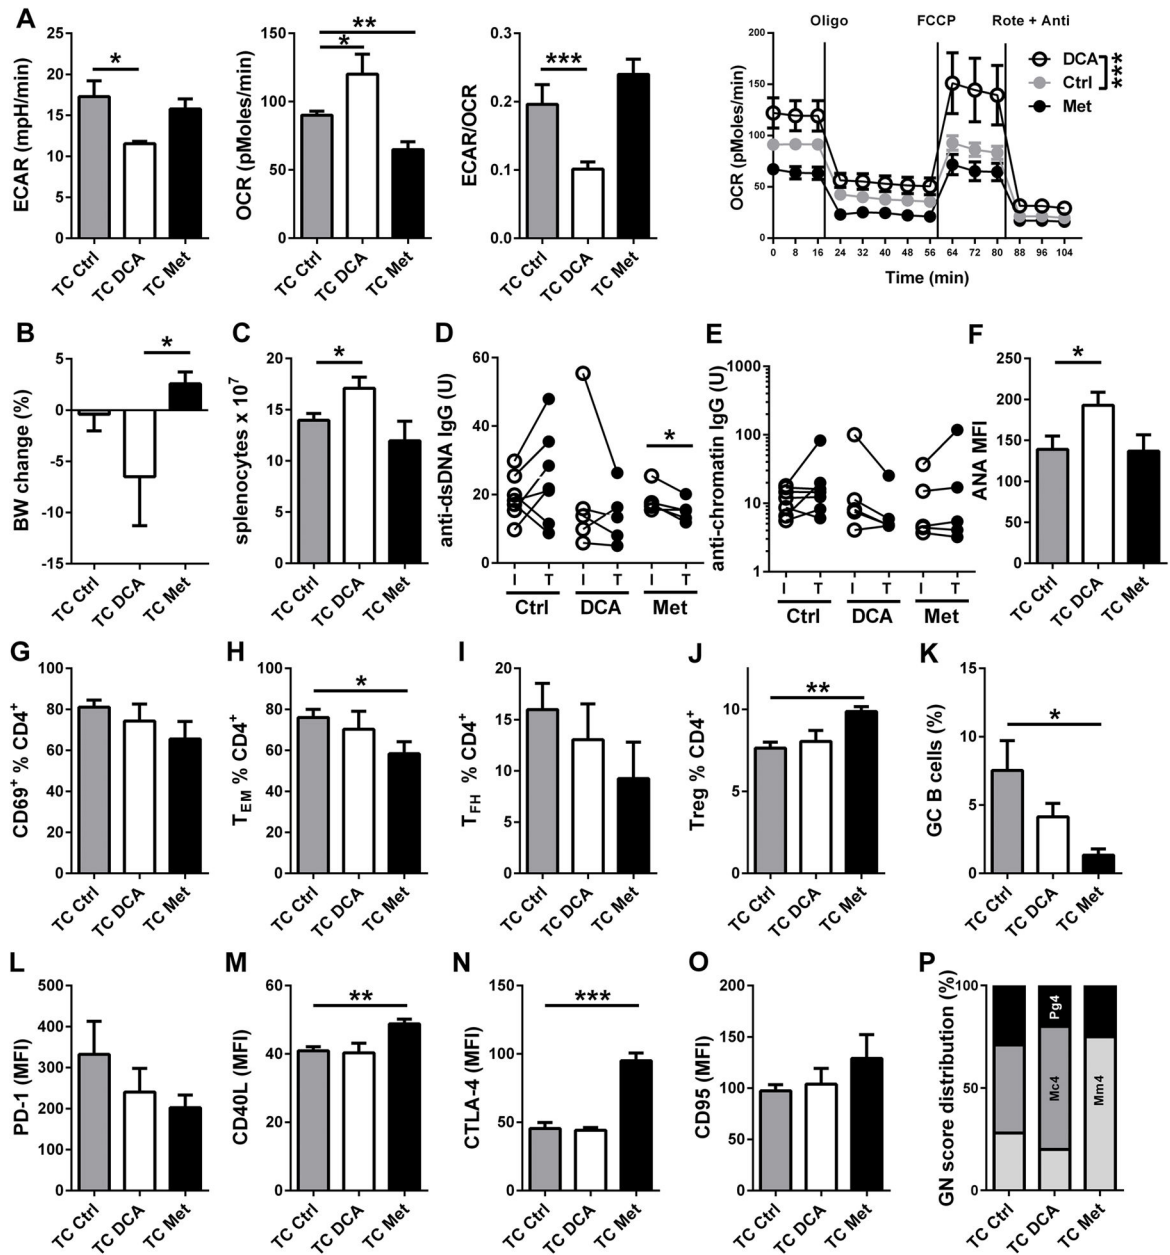 A
ECAR (mpH/min)
25
20
15
10
5
0
*
TC Ctrl
TC DCA
TC Met
OCR (pMoles/min)
150
100
50
0
**
*
TC Ctrl
TC DCA
TC Met
ECAR/OCR
0.3
0.2
0.1
0.0
***
TC Ctrl
TC DCA
TC Met
Oligo
FCCP
Rote + Anti
OCR (pMoles/min)
200
150
100
50
0
DCA
Ctrl
Met
***
0 8 16 24 32 40 48 56 64 72 80 88 96 104
Time (min)
B
BW change (%)
5
0
-5
-10
-15
*
TC Ctrl
TC DCA
TC Met
C
splenocytes x 10⁷
20
15
10
5
0
*
TC Ctrl
TC DCA
TC Met
D
anti-dsDNA IgG (U)
60
40
20
0
*
I T I T I T
Ctrl DCA Met
E
anti-chromatin IgG (U)
1000
100
10
1
I T I T I T
Ctrl DCA Met
F
ANA MFI
250
200
150
100
50
0
*
TC Ctrl
TC DCA
TC Met
G
CD69⁺ % CD4⁺
100
80
60
40
20
0
TC Ctrl
TC DCA
TC Met
H
T_EM % CD4⁺
100
80
60
40
20
0
*
TC Ctrl
TC DCA
TC Met
I
T_FH % CD4⁺
20
15
10
5
0
TC Ctrl
TC DCA
TC Met
J
Treg % CD4⁺
10
5
0
**
TC Ctrl
TC DCA
TC Met
K
GC B cells (%)
15
10
5
0
*
TC Ctrl
TC DCA
TC Met
L
PD-1 (MFI)
500
400
300
200
100
0
TC Ctrl
TC DCA
TC Met
M
CD40L (MFI)
60
40
20
0
**
TC Ctrl
TC DCA
TC Met
N
CTLA-4 (MFI)
150
100
50
0
***
TC Ctrl
TC DCA
TC Met
O
CD95 (MFI)
200
150
100
50
0
TC Ctrl
TC DCA
TC Met
P
GN score distribution (%)
100
50
0
Pg4
Mc4
Mm4
TC Ctrl
TC DCA
TC Met